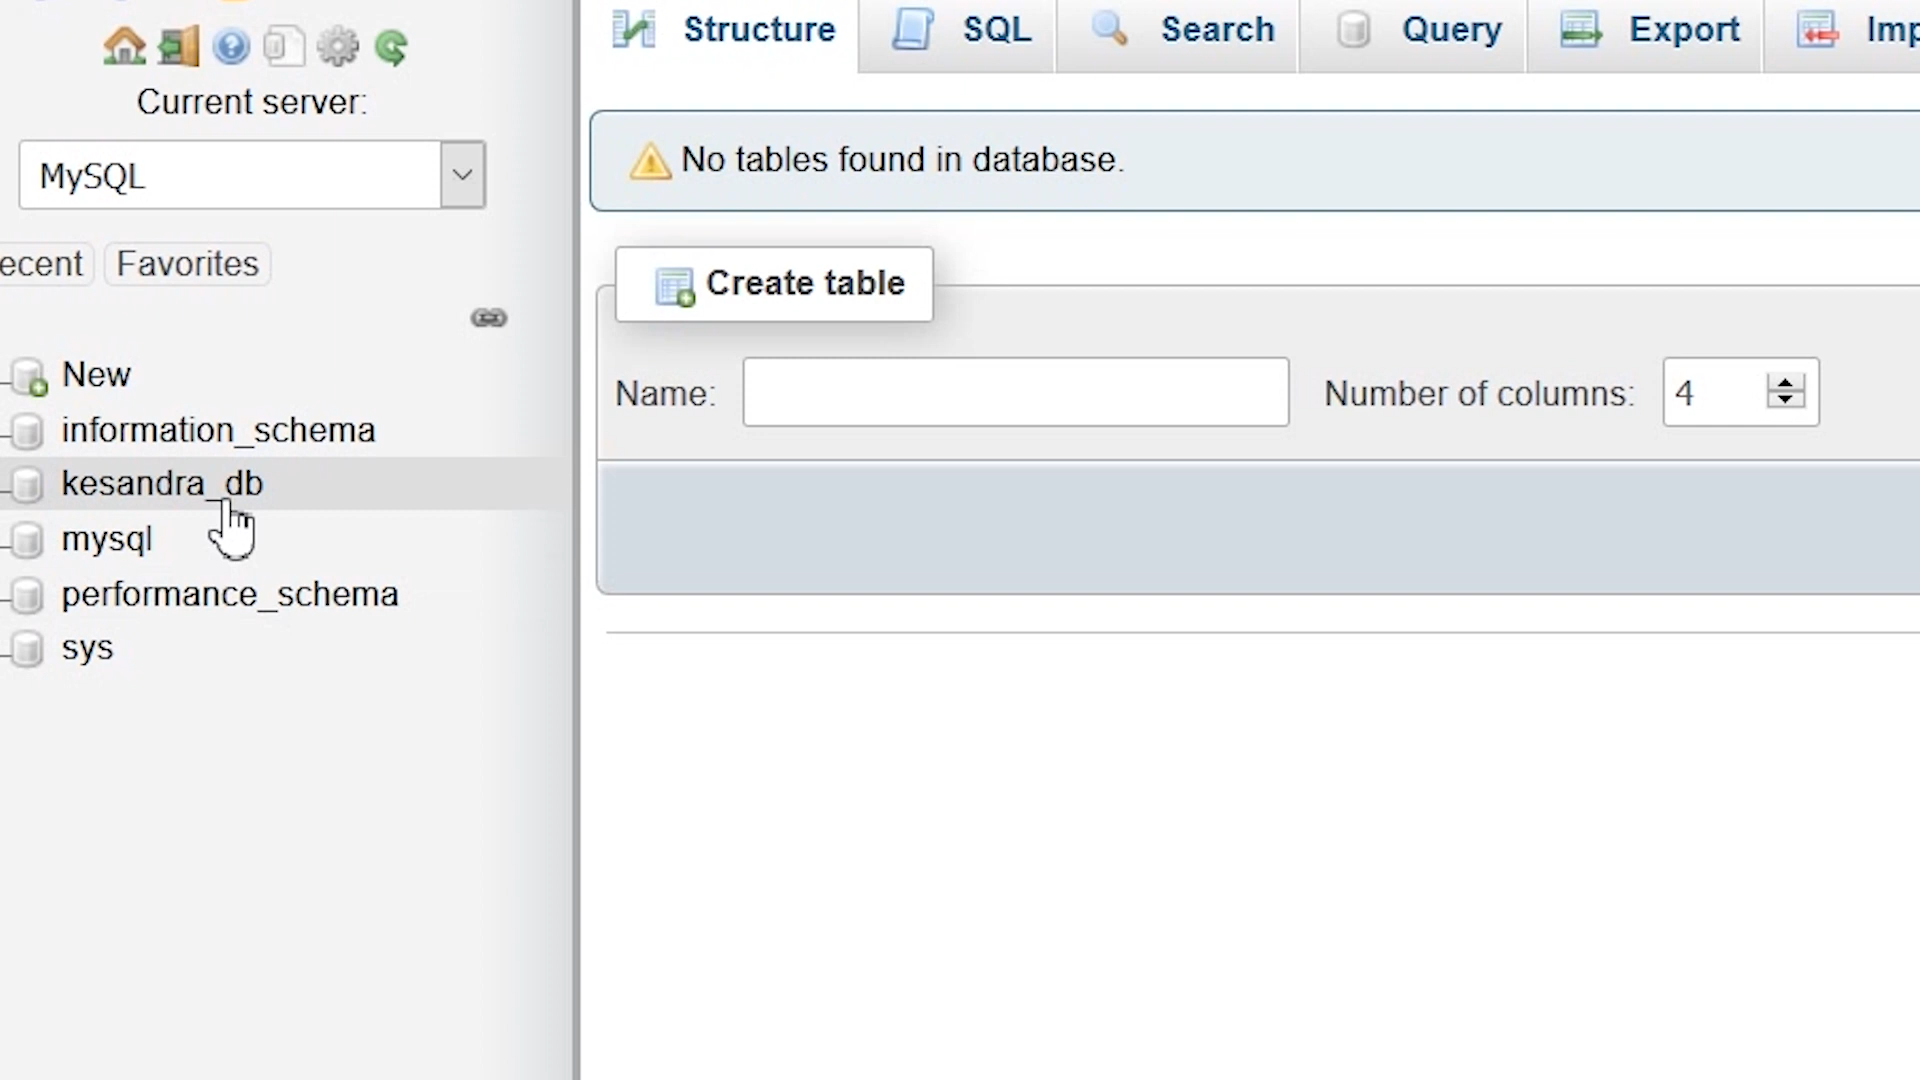 Current server:
MySQL
ecent Favorites
New
information_schema
kesandra_db
mysql
performance_schema
sys
Structure SQL Search Query Export Imp
No tables found in database.
Create table
Name: Number of columns: 4